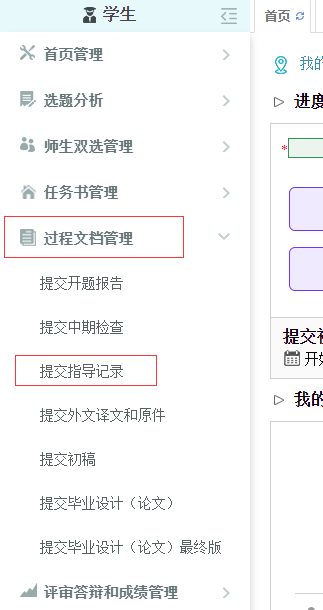 学生
首页
首页管理
我的
选题分析
进度
师生双选管理
*
任务书管理
过程文档管理
提交开题报告
提交中期检查
提交初
提交指导记录
开始
我的
提交外文译文和原件
提交初稿
提交毕业设计（论文）
提交毕业设计（论文）最终版
评审答辩和成绩管理